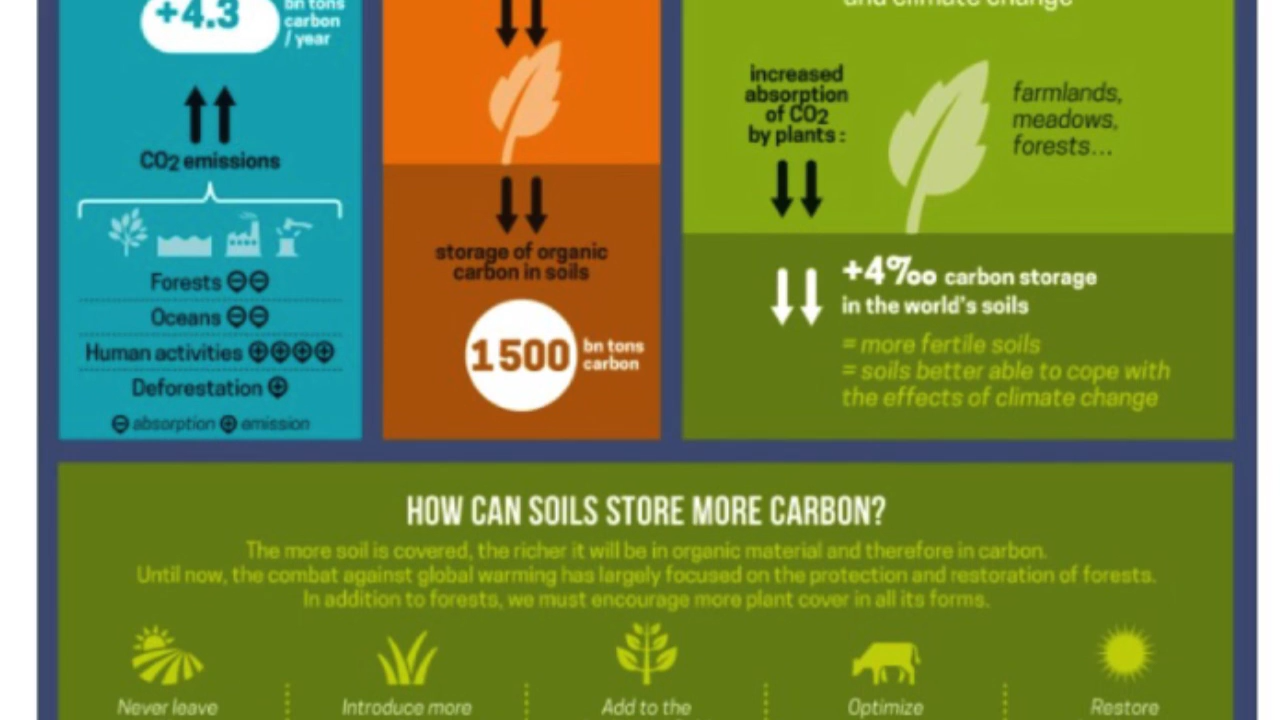 +4.3
bn tons
carbon
/ year
CO2 emissions
Forests ⊖⊖
Oceans ⊖⊖
Human activities ⊕⊕⊕⊕
Deforestation ⊕
⊖ absorption ⊕ emission
storage of organic
carbon in soils
1500
bn tons
carbon
and climate change
increased
absorption
of CO2
by plants :
farmlands,
meadows,
forests...
+4‰ carbon storage
in the world's soils
= more fertile soils
= soils better able to cope with
the effects of climate change
HOW CAN SOILS STORE MORE CARBON?
The more soil is covered, the richer it will be in organic material and therefore in carbon.
Until now, the combat against global warming has largely focused on the protection and restoration of forests.
In addition to forests, we must encourage more plant cover in all its forms.
Never leave
Introduce more
Add to the
Optimize
Restore